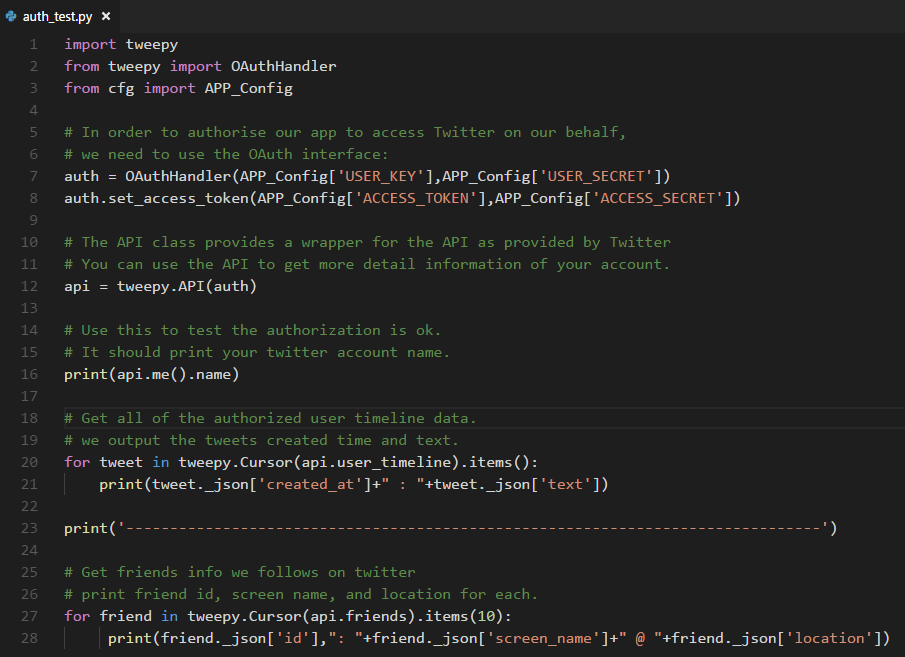 auth_test.py ×
1 import tweepy
2 from tweepy import OAuthHandler
3 from cfg import APP_Config
4
5 # In order to authorise our app to access Twitter on our behalf,
6 # we need to use the OAuth interface:
7 auth = OAuthHandler(APP_Config['USER_KEY'],APP_Config['USER_SECRET'])
8 auth.set_access_token(APP_Config['ACCESS_TOKEN'],APP_Config['ACCESS_SECRET'])
9
10 # The API class provides a wrapper for the API as provided by Twitter
11 # You can use the API to get more detail information of your account.
12 api = tweepy.API(auth)
13
14 # Use this to test the authorization is ok.
15 # It should print your twitter account name.
16 print(api.me().name)
17
18 # Get all of the authorized user timeline data.
19 # we output the tweets created time and text.
20 for tweet in tweepy.Cursor(api.user_timeline).items():
21     print(tweet._json['created_at']+" : "+tweet._json['text'])
22
23 print('-------------------------------------------------------------------------------')
24
25 # Get friends info we follows on twitter
26 # print friend id, screen name, and location for each.
27 for friend in tweepy.Cursor(api.friends).items(10):
28      print(friend._json['id'],": "+friend._json['screen_name']+" @ "+friend._json['location'])